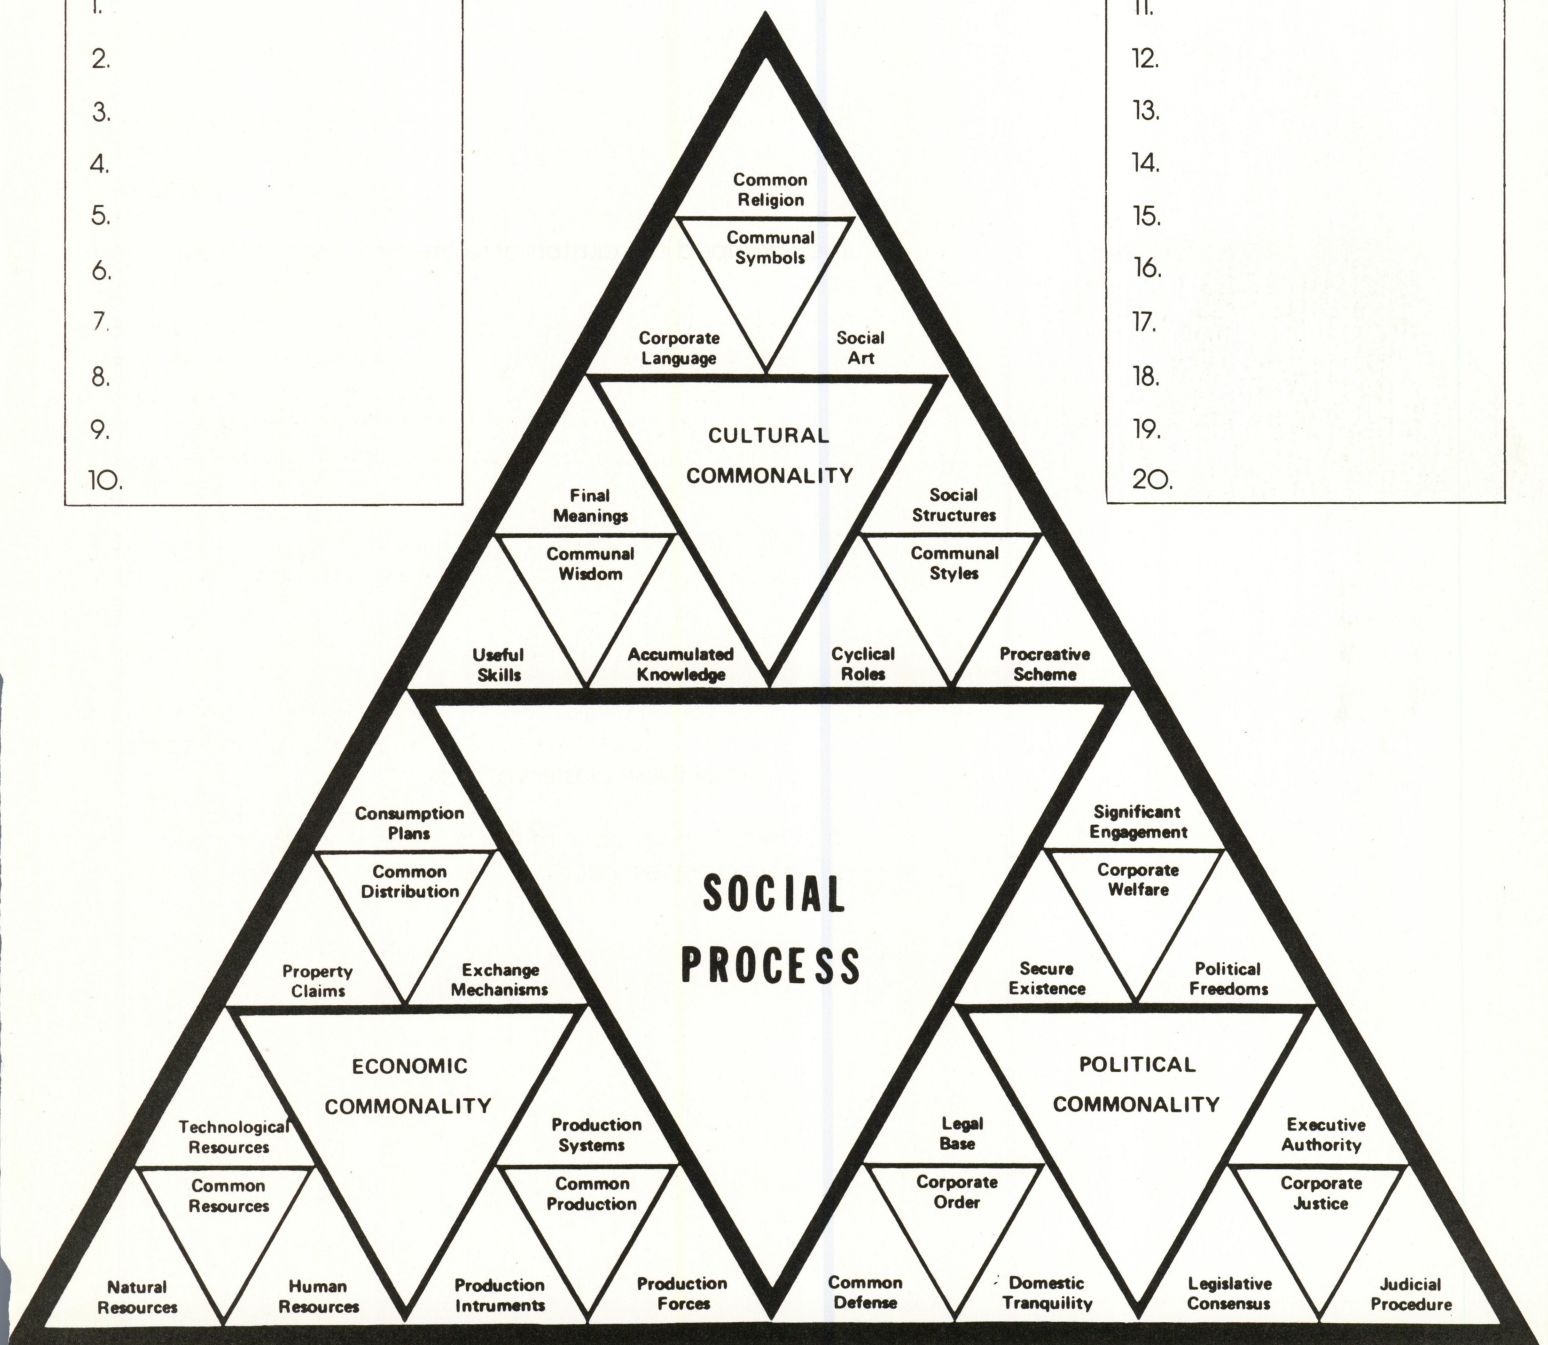 1.
2.
3.
4.
5.
6.
7.
8.
9.
10.
11.
12.
13.
14.
15.
16.
17.
18.
19.
20.
Common
Religion
Communal
Symbols
Corporate
Language
Social
Art
CULTURAL
COMMONALITY
Final
Meanings
Communal
Wisdom
Useful
Skills
Accumulated
Knowledge
Social
Structures
Communal
Styles
Cyclical
Roles
Procreative
Scheme
SOCIAL
PROCESS
Consumption
Plans
Common
Distribution
Property
Claims
Exchange
Mechanisms
ECONOMIC
COMMONALITY
Technological
Resources
Common
Resources
Natural
Resources
Human
Resources
Production
Systems
Common
Production
Production
Intruments
Production
Forces
Significant
Engagement
Corporate
Welfare
Secure
Existence
Political
Freedoms
POLITICAL
COMMONALITY
Legal
Base
Corporate
Order
Common
Defense
Domestic
Tranquility
Executive
Authority
Corporate
Justice
Legislative
Consensus
Judicial
Procedure